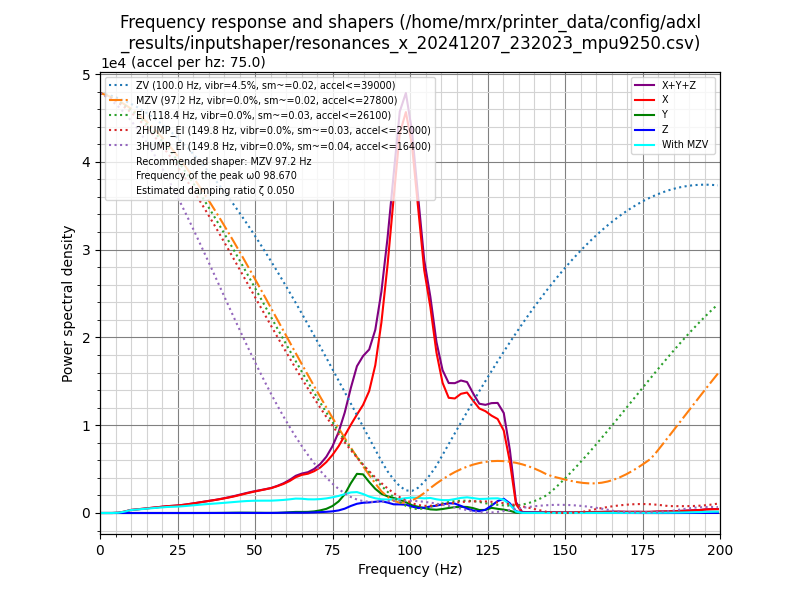 Frequency response and shapers (/home/mrx/printer_data/config/adxl
_results/inputshaper/resonances_x_20241207_232023_mpu9250.csv)
1e4 (accel per hz: 75.0)
ZV (100.0 Hz, vibr=4.5%, sm~=0.02, accel<=39000)
MZV (97.2 Hz, vibr=0.0%, sm~=0.02, accel<=27800)
EI (118.4 Hz, vibr=0.0%, sm~=0.03, accel<=26100)
2HUMP_EI (149.8 Hz, vibr=0.0%, sm~=0.03, accel<=25000)
3HUMP_EI (149.8 Hz, vibr=0.0%, sm~=0.04, accel<=16400)
Recommended shaper: MZV 97.2 Hz
Frequency of the peak ω0 98.670
Estimated damping ratio ζ 0.050
X+Y+Z
X
Y
Z
With MZV
Power spectral density
5
4
3
2
1
0
0 25 50 75 100 125 150 175 200
Frequency (Hz)